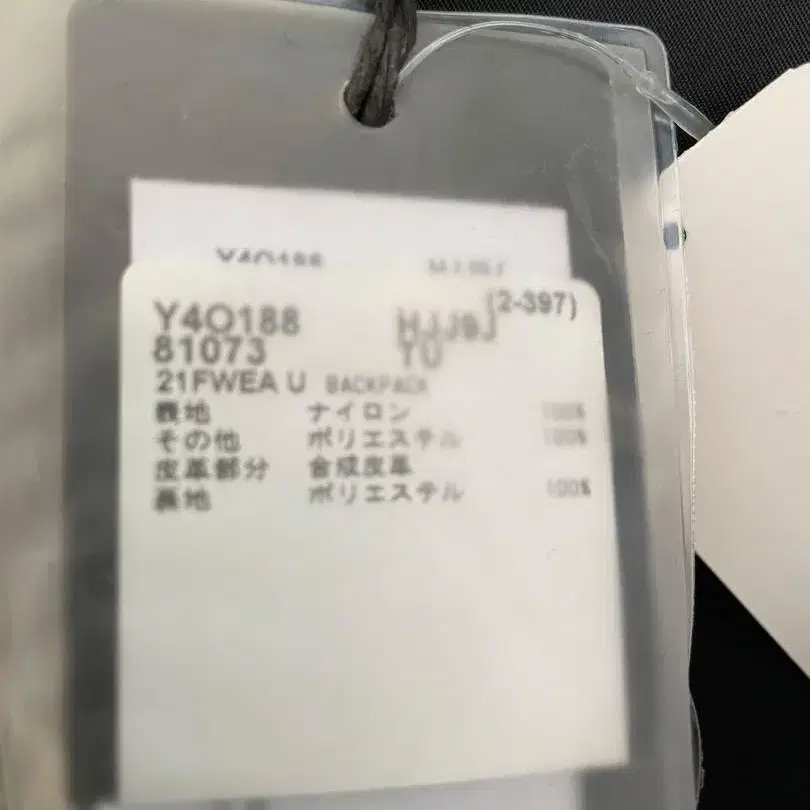 Y4O188
(2-397)
Y4O188
81073 YU
21FWEA U BACKPACK
表地 ナイロン 100%
その他 ポリエステル 100%
皮革部分 合成皮革
裏地 ポリエステル 100%